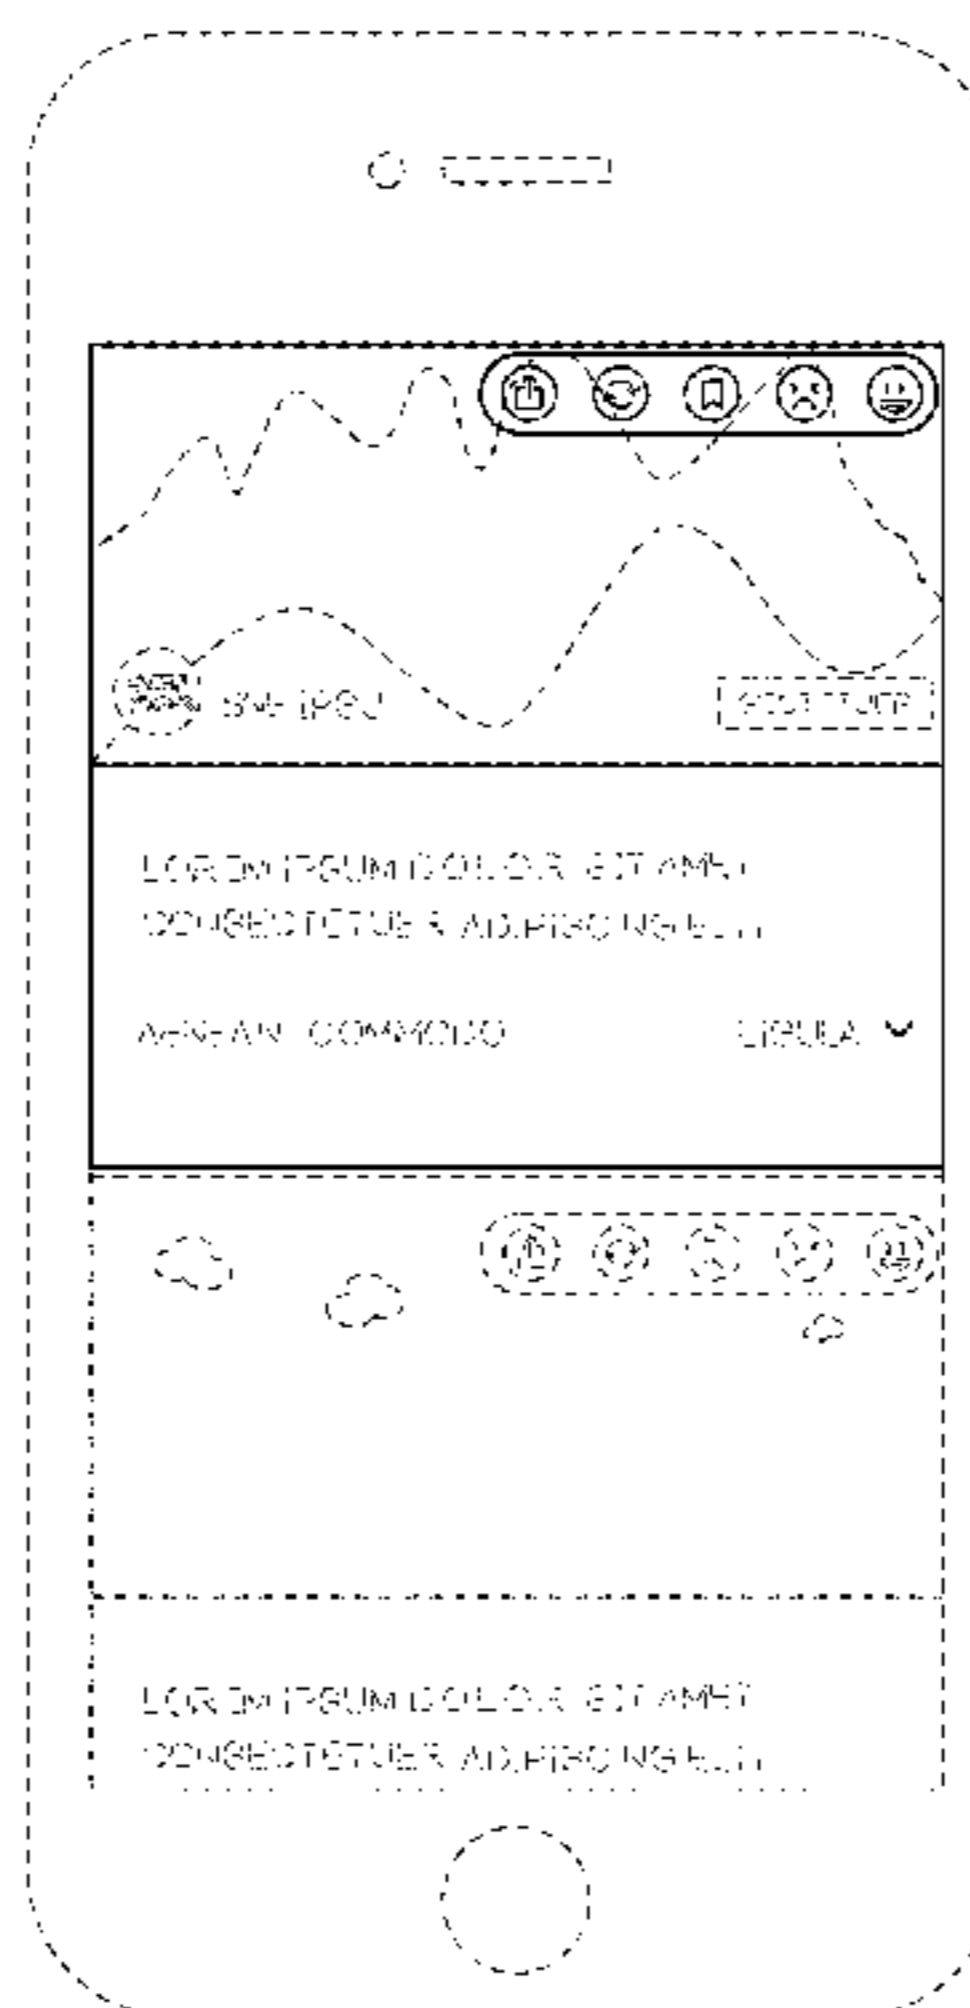 LOREM IPSUM DOLOR SIT AMET
CONSECTETUER ADIPISCING ELIT
AENEAN COMMODO LIGULA
LOREM IPSUM DOLOR SIT AMET
CONSECTETUER ADIPISCING ELIT